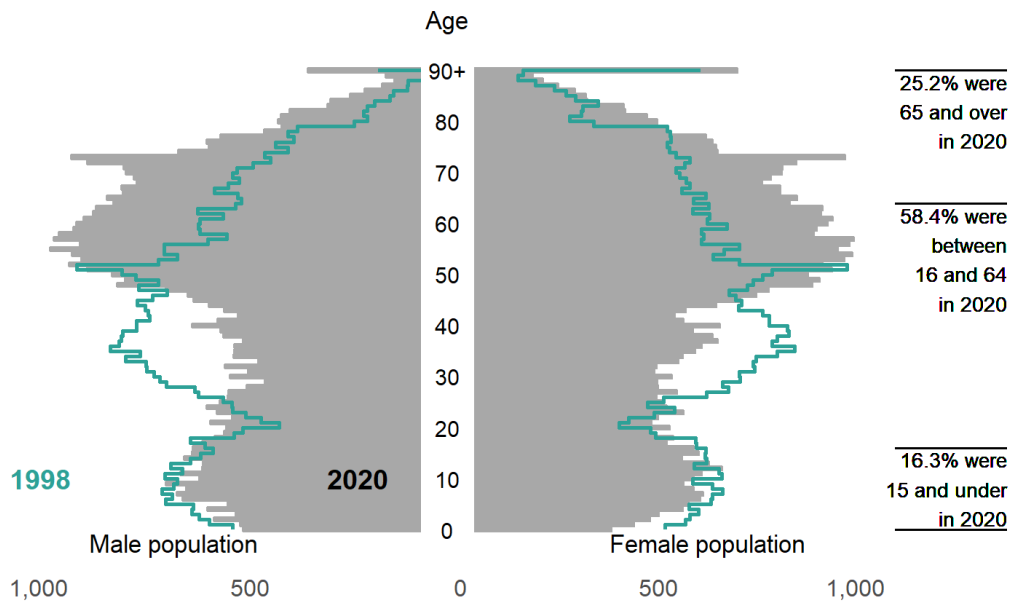 Age
90+
80
70
60
50
40
30
20
10
0
25.2% were
65 and over
in 2020
58.4% were
between
16 and 64
in 2020
16.3% were
15 and under
in 2020
1998
2020
Male population
Female population
1,000
500
0
500
1,000